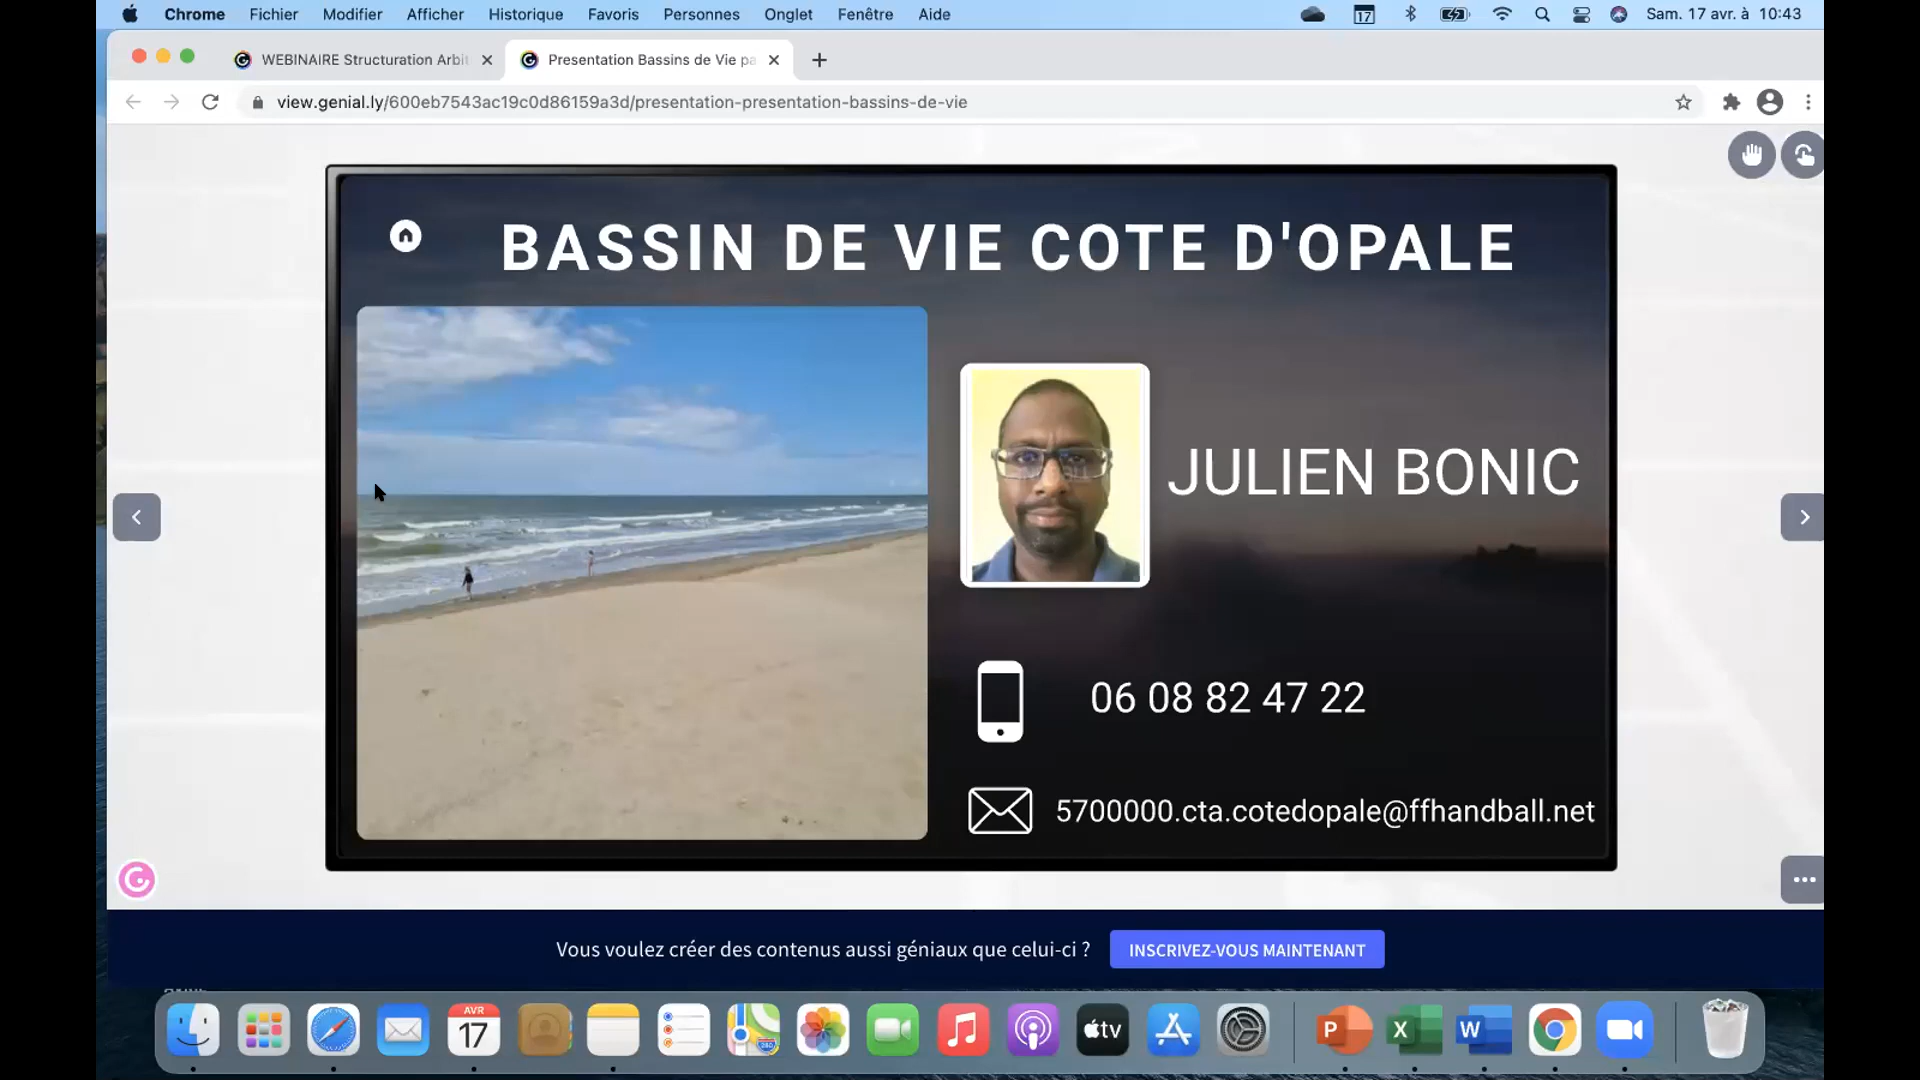 Chrome Fichier Modifier Afficher Historique Favoris Personnes Onglet Fenêtre Aide 17 Sam. 17 avr. à 10:43
WEBINAIRE Structuration Arbit Presentation Bassins de Vie pa
view.genial.ly/600eb7543ac19c0d86159a3d/presentation-presentation-bassins-de-vie
BASSIN DE VIE COTE D'OPALE
JULIEN BONIC
06 08 82 47 22
5700000.cta.cotedopale@ffhandball.net
Vous voulez créer des contenus aussi géniaux que celui-ci ? INSCRIVEZ-VOUS MAINTENANT
AVR
17 280 tv P X W